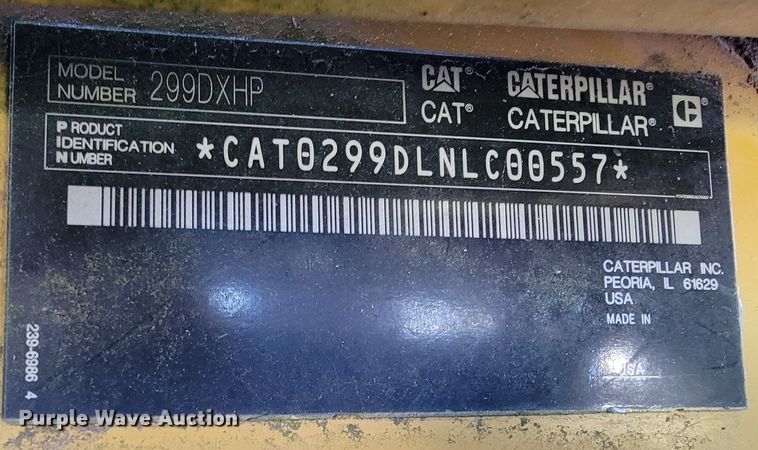 MODEL NUMBER 299DXHP
CAT CATERPILLAR®
CAT® CATERPILLAR® C®
PRODUCT IDENTIFICATION NUMBER *CAT0299DLNLC00557*
CATERPILLAR INC.
PEORIA, IL 61629
USA
MADE IN
USA
239-6986 4
Purple Wave Auction